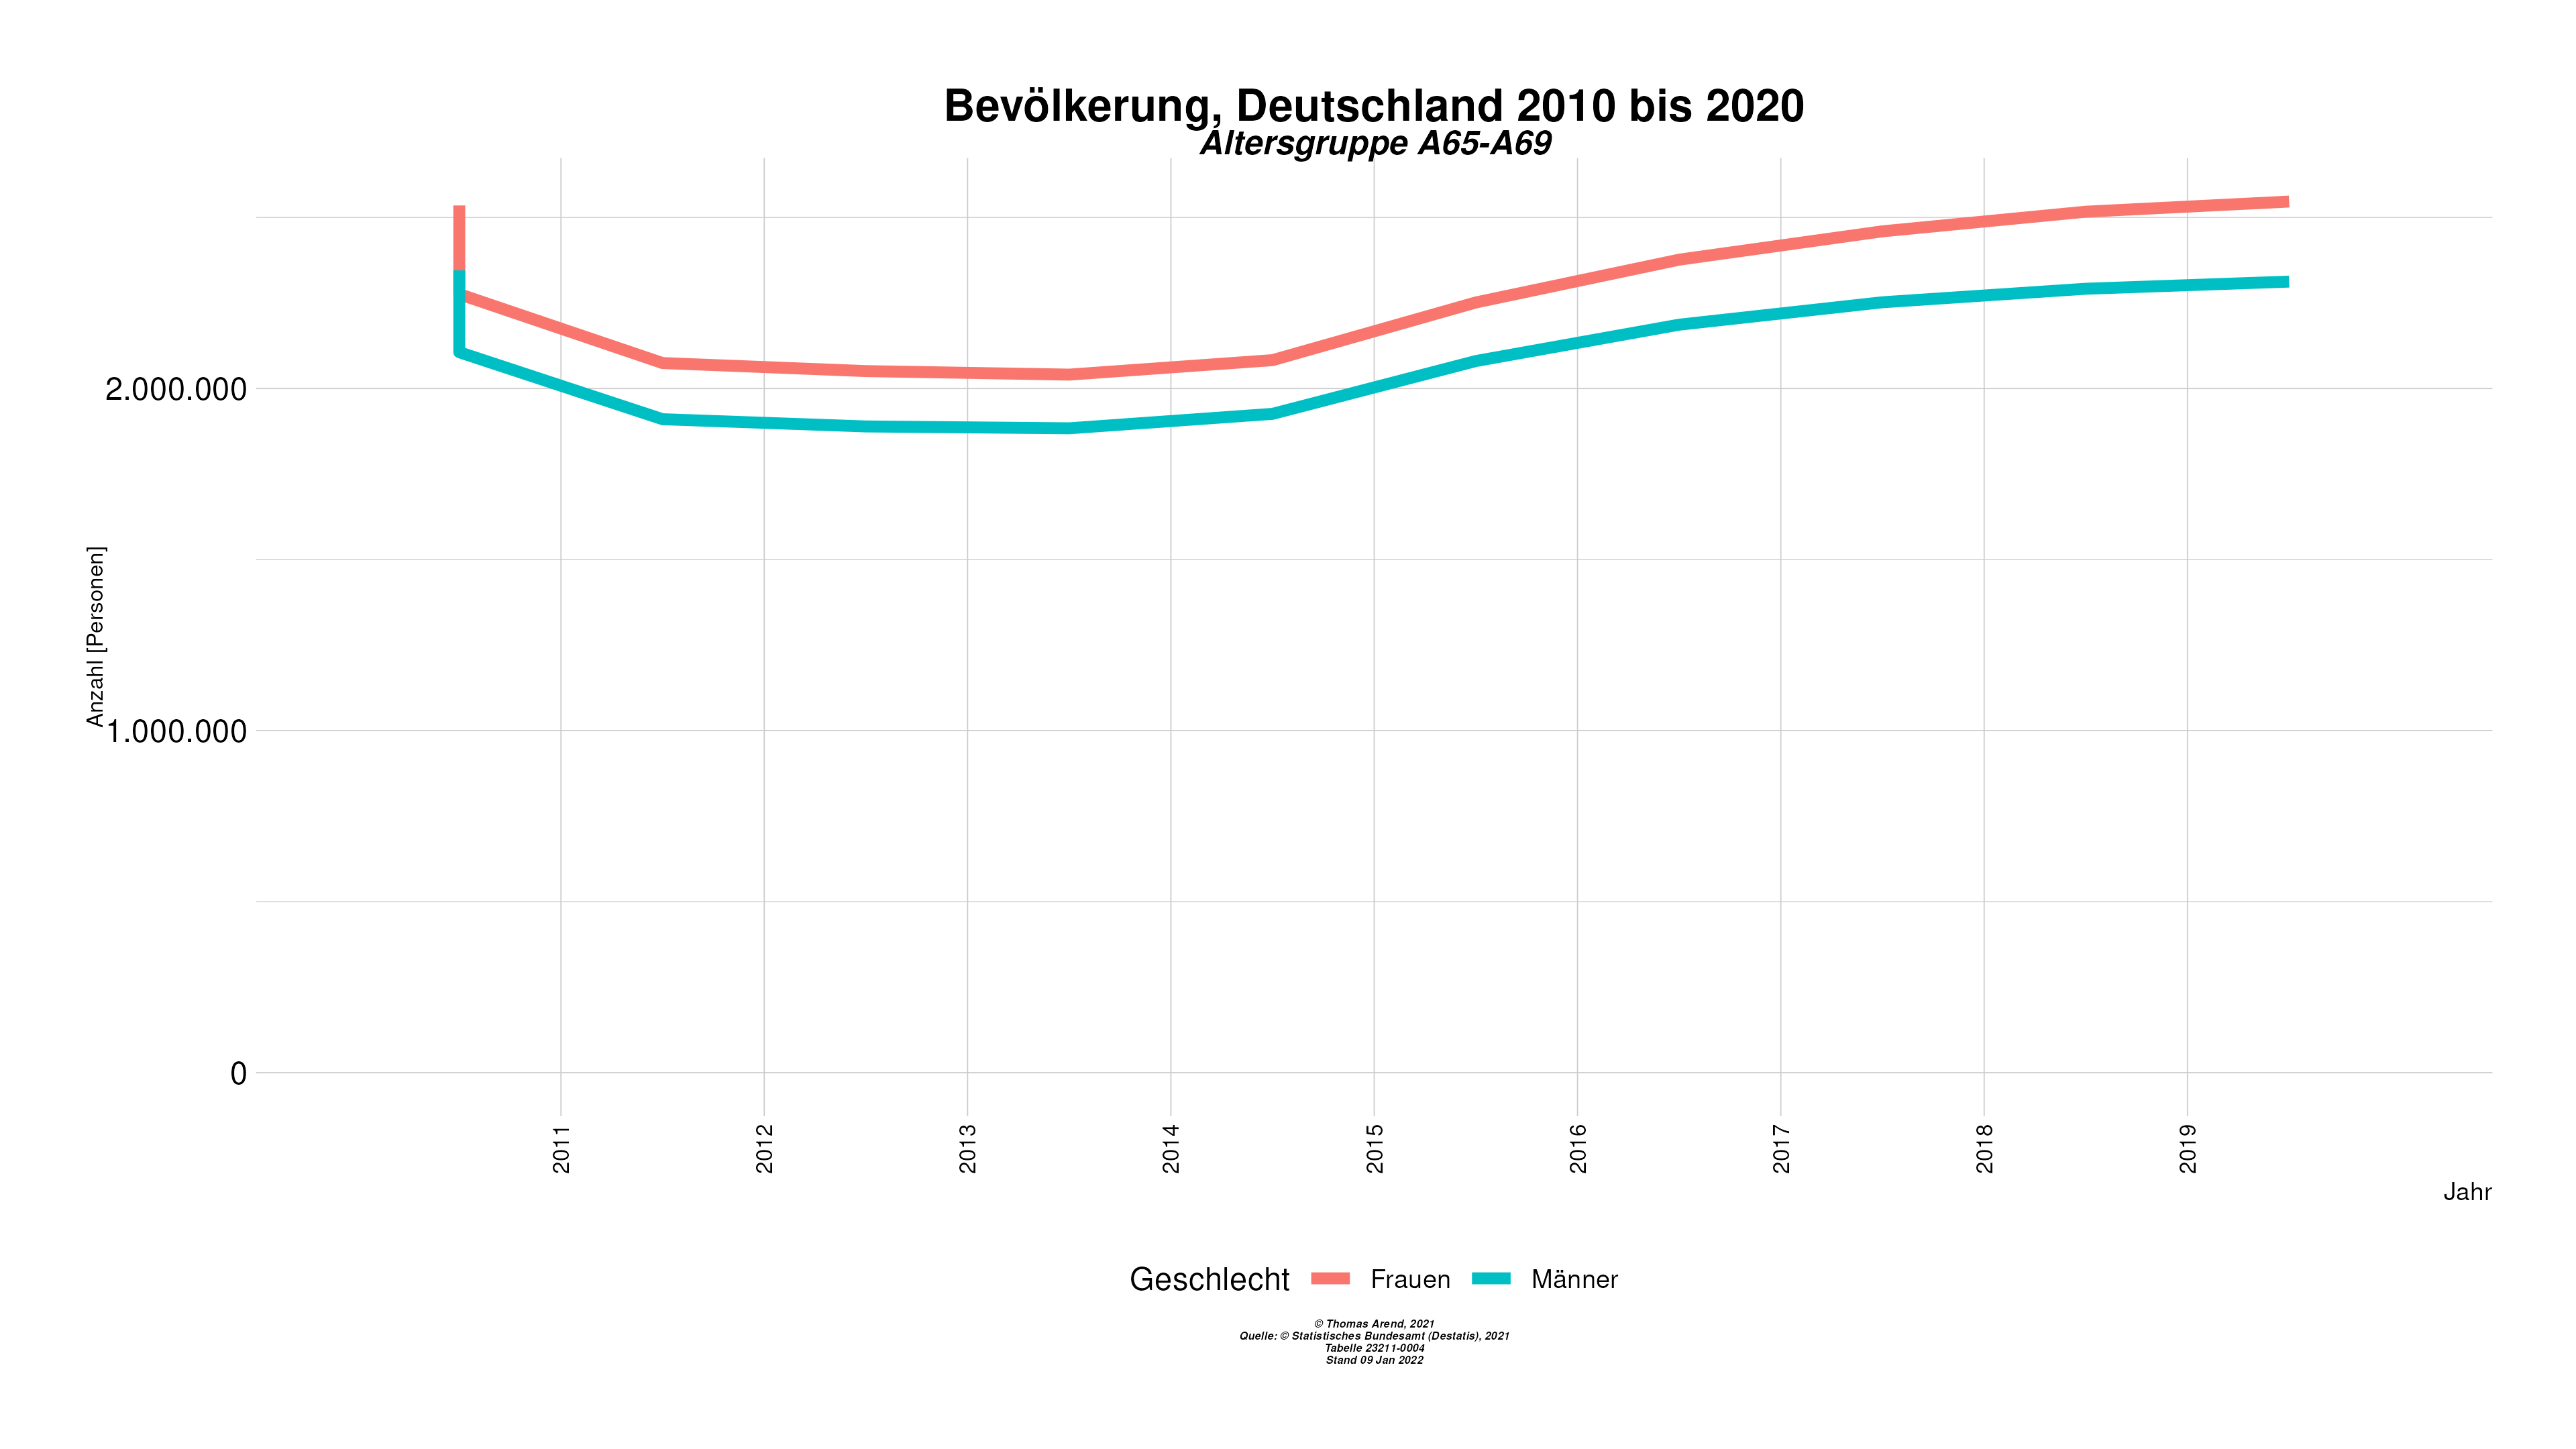 Bevölkerung, Deutschland 2010 bis 2020
Altersgruppe A65-A69
Anzahl [Personen]
2.000.000
1.000.000
0
2011
2012
2013
2014
2015
2016
2017
2018
2019
Jahr
Geschlecht Frauen Männer
© Thomas Arend, 2021
Quelle: © Statistisches Bundesamt (Destatis), 2021
Tabelle 23211-0004
Stand 09 Jan 2022